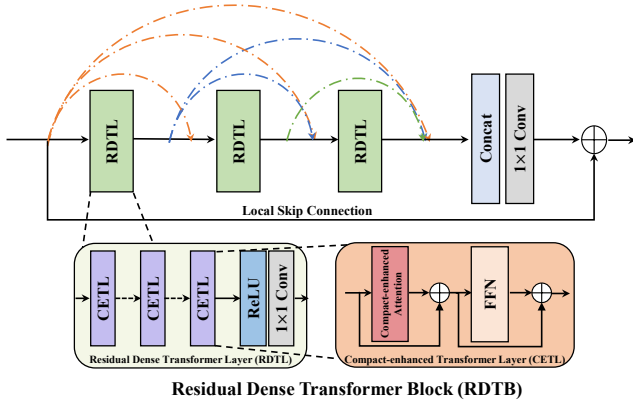 RDTL
RDTL
RDTL
Concat
1×1 Conv
Local Skip Connection
CETL
CETL
CETL
ReLU
1×1 Conv
Residual Dense Transformer Layer (RDTL)
Compact-enhanced
Attention
FFN
Compact-enhanced Transformer Layer (CETL)
Residual Dense Transformer Block (RDTB)